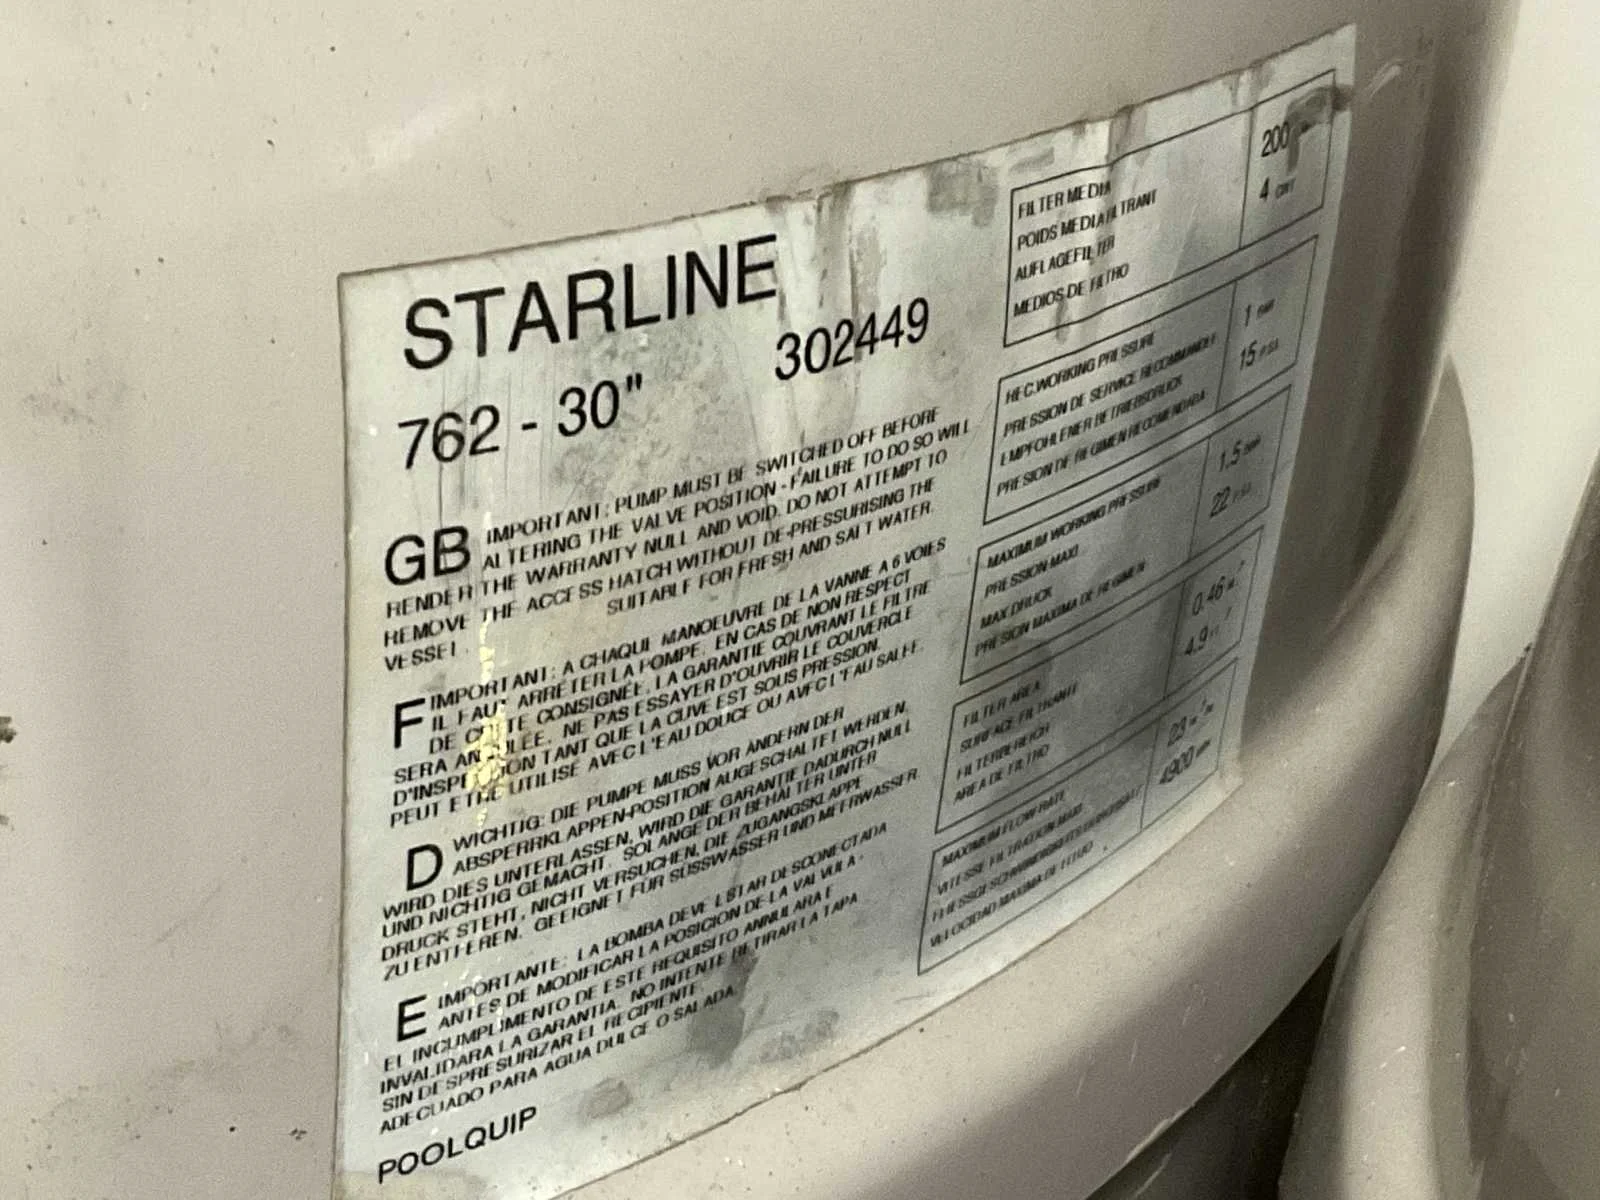 STARLINE
762 - 30"
302449
GB IMPORTANT: PUMP MUST BE SWITCHED OFF BEFORE
ALTERING THE VALVE POSITION - FAILURE TO DO SO WILL
RENDER THE WARRANTY NULL AND VOID. DO NOT ATTEMPT TO
REMOVE THE ACCESS HATCH WITHOUT DE-PRESSURISING THE
VESSEL. SUITABLE FOR FRESH AND SALT WATER.
F IMPORTANT: A CHAQUE MANOEUVRE DE LA VANNE A 6 VOIES
IL FAUT ARRÊTER LA POMPE. EN CAS DE NON RESPECT
DE CETTE CONSIGNÉE, LA GARANTIE COUVRANT LE FILTRE
SERA ANNULÉE. NE PAS ESSAYER D'OUVRIR LE COUVERCLE
D'INSPECTION TANT QUE LA CUVE EST SOUS PRESSION.
PEUT ETRE UTILISÉ AVEC L'EAU DOUCE OU AVEC L'EAU SALÉE.
D WICHTIG: DIE PUMPE MUSS VOR ÄNDERN DER
ABSPERRKLAPPEN-POSITION AUGESCHALTET WERDEN,
WIRD DIES UNTERLASSEN, WIRD DIE GARANTIE DADURCH NULL
UND NICHTIG GEMACHT. SOLANGE DER BEHÄLTER UNTER
DRUCK STEHT, NICHT VERSUCHEN, DIE ZUGANGSKLAPPE
ZU ENTFEREN. GEEIGNET FÜR SÜSSWASSER UND MEERWASSER.
E IMPORTANTE: LA BOMBA DEVE ESTAR DESCONECTADA
ANTES DE MODIFICAR LA POSICION DE LA VALVULA -
EL INCUMPLIMENTO DE ESTE REQUISITO ANNULARA E
INVALIDARA LA GARANTIA. NO INTENTE RETIRAR LA TAPA
SIN DESPRESURIZAR EL RECIPIENTE.
ADECUADO PARA AGUA DULCE O SALADA.
POOLQUIP
FILTER MEDIA
POIDS MEDIA FILTRANT
AUFLAGEFILTER
MEDIOS DE FILTRO
200
4 CWT
REC.WORKING PRESSURE
PRESSION DE SERVICE RECOMMANDEE
EMPFOHLENER BETRIEBSDRUCK
PRESION DE REGIMEN RECOMENDADA
1 BAR
15 P.S.I.
MAXIMUM WORKING PRESSURE
PRESSION MAXI
MAX.DRUCK
PRESION MAXIMA DE REGIMEN
1.5 BAR
22 P.S.I.
FILTER AREA
SURFACE FILTRANT
FILTERBEREICH
AREA DE FILTRO
0.46 M.²
4.9 FT.²
MAXIMUM FLOW RATE
VITESSE FILTRATION MAXI
VELOCIDAD MAXIMA DE FLUJO
23
4900